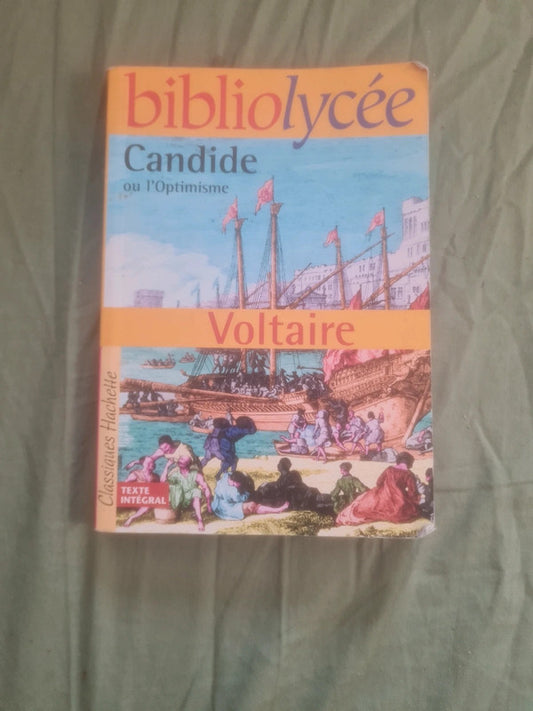 bibliolycée
Candide
ou l'Optimisme
Voltaire
Classiques Hachette
TEXTE
INTÉGRAL